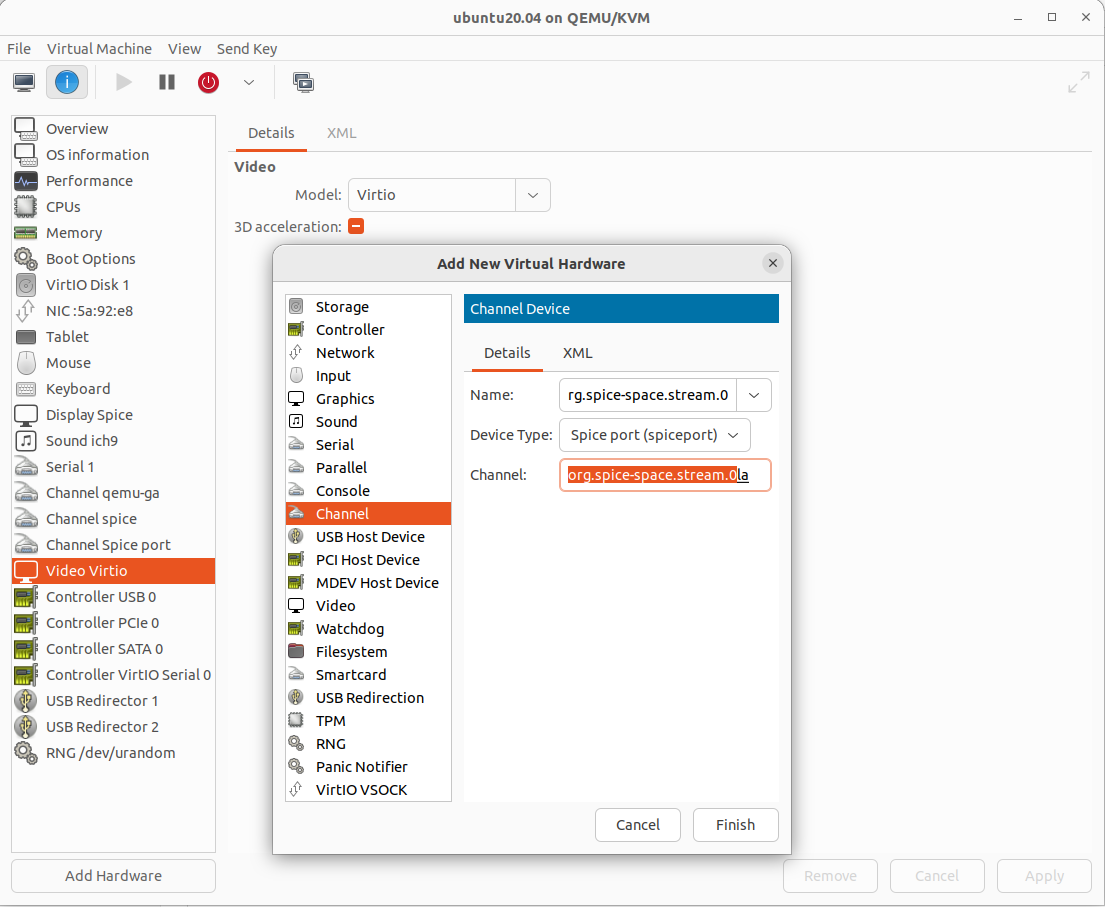 ubuntu20.04 on QEMU/KVM
File Virtual Machine View Send Key
Overview
OS information
Performance
CPUs
Memory
Boot Options
VirtIO Disk 1
NIC :5a:92:e8
Tablet
Mouse
Keyboard
Display Spice
Sound ich9
Serial 1
Channel qemu-ga
Channel spice
Channel Spice port
Video Virtio
Controller USB 0
Controller PCIe 0
Controller SATA 0
Controller VirtIO Serial 0
USB Redirector 1
USB Redirector 2
RNG /dev/urandom
Add Hardware
Details XML
Video
Model: Virtio
3D acceleration:
Add New Virtual Hardware
Storage
Controller
Network
Input
Graphics
Sound
Serial
Parallel
Console
Channel
USB Host Device
PCI Host Device
MDEV Host Device
Video
Watchdog
Filesystem
Smartcard
USB Redirection
TPM
RNG
Panic Notifier
VirtIO VSOCK
Channel Device
Details XML
Name: rg.spice-space.stream.0
Device Type: Spice port (spiceport)
Channel: org.spice-space.stream.0la
Cancel Finish
Remove Cancel Apply